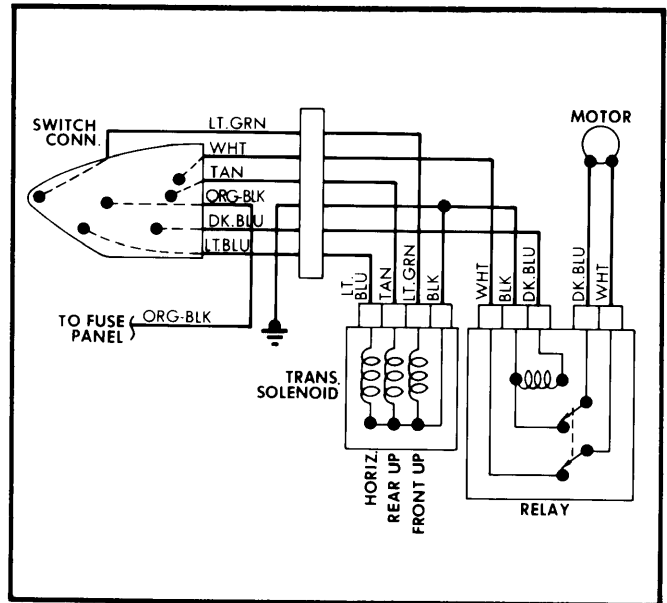 LT.GRN
SWITCH
CONN.
WHT
TAN
ORG-BLK
DK.BLU
LT.BLU
TO FUSE
PANEL
ORG-BLK
MOTOR
LT.
BLU
TAN
LT.GRN
BLK
WHT
BLK
DK.BLU
DK.BLU
WHT
TRANS.
SOLENOID
HORIZ.
REAR UP
FRONT UP
RELAY